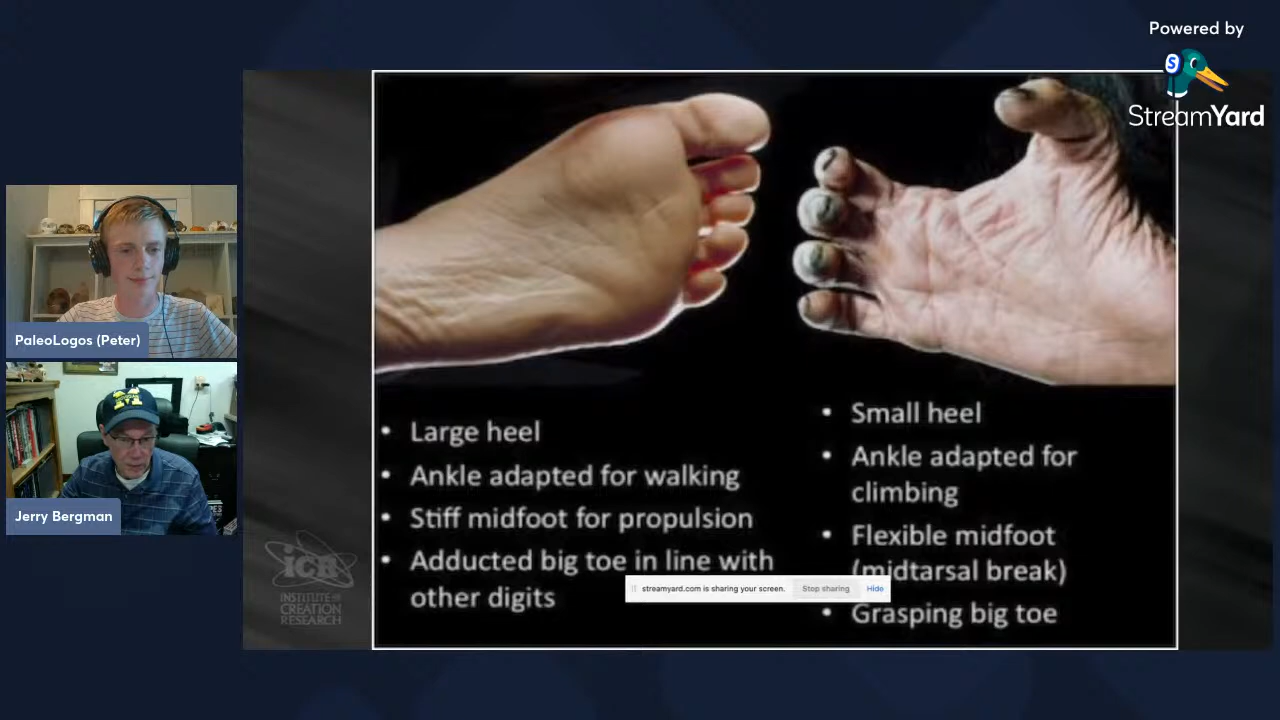 Powered by
StreamYard
PaleoLogos (Peter)
Jerry Bergman
• Large heel
• Ankle adapted for walking
• Stiff midfoot for propulsion
• Adducted big toe in line with
other digits
• Small heel
• Ankle adapted for
climbing
• Flexible midfoot
(midtarsal break)
• Grasping big toe
streamyard.com is sharing your screen. Stop sharing Hide
iCR
INSTITUTE for
CREATION
RESEARCH